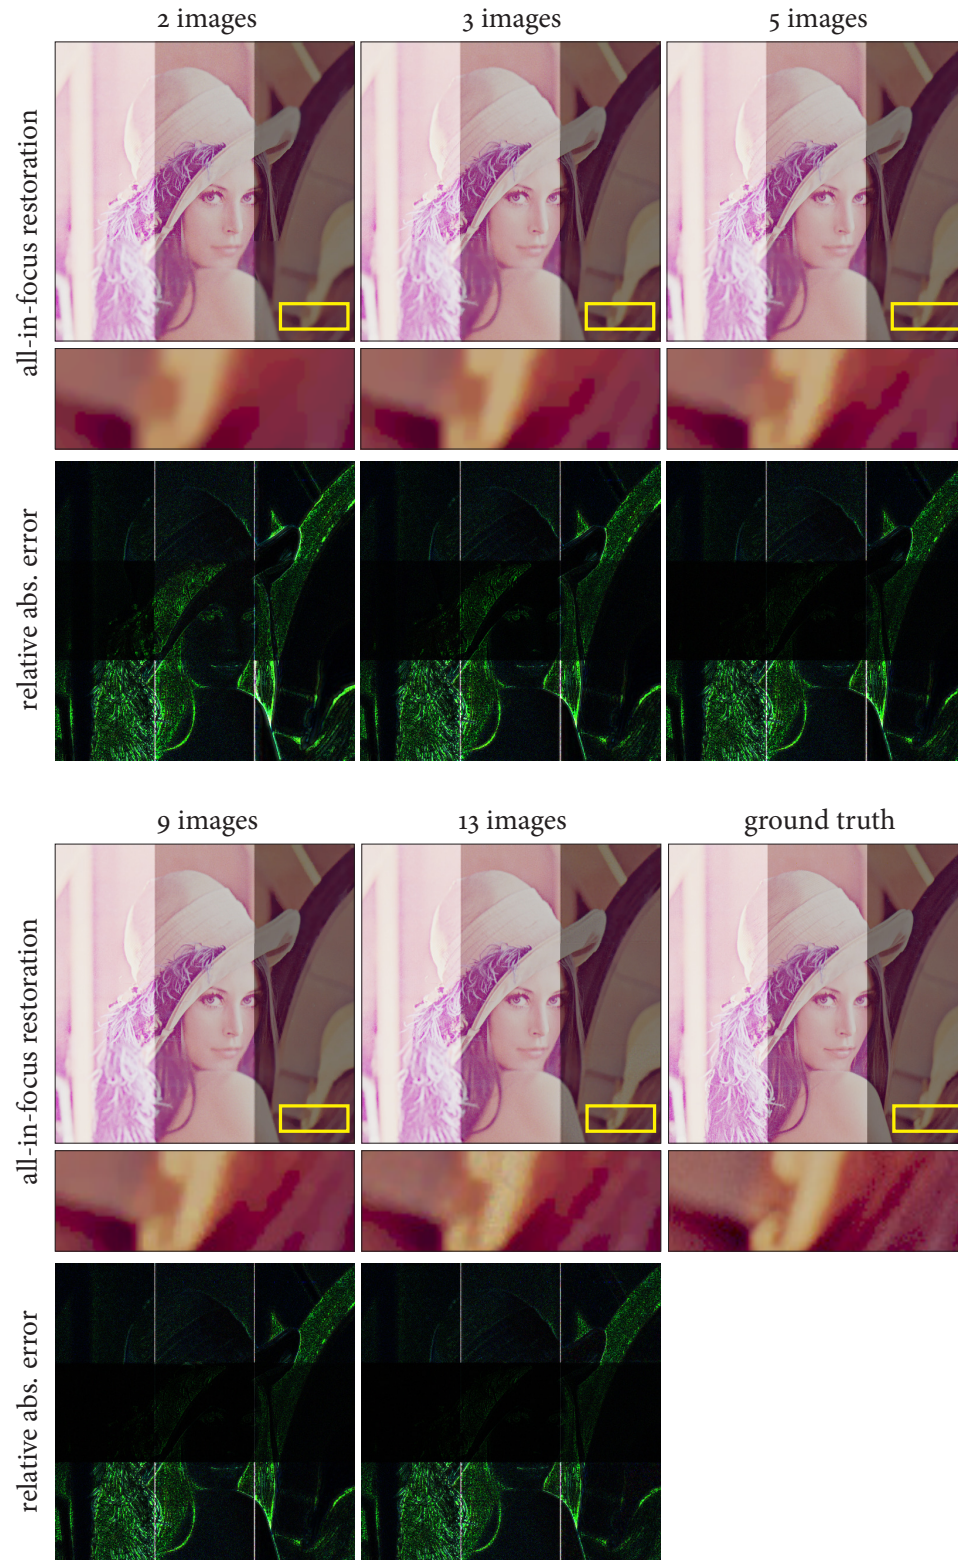 2 images
3 images
5 images
all-in-focus restoration
relative abs. error
9 images
13 images
ground truth
all-in-focus restoration
relative abs. error